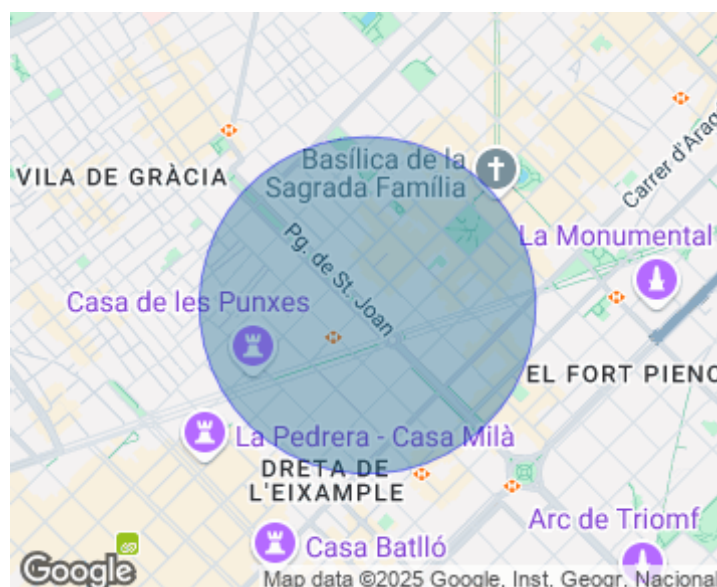 Basílica de la
Sagrada Família
VILA DE GRÀCIA
Carrer d'Arag
La Monumental
Pg. de St. Joan
Casa de les Punxes
EL FORT PIENC
La Pedrera - Casa Milà
DRETA DE
L'EIXAMPLE
Arc de Triomf
Casa Batlló
Google
Map data ©2025 Google, Inst. Geogr. Nacional